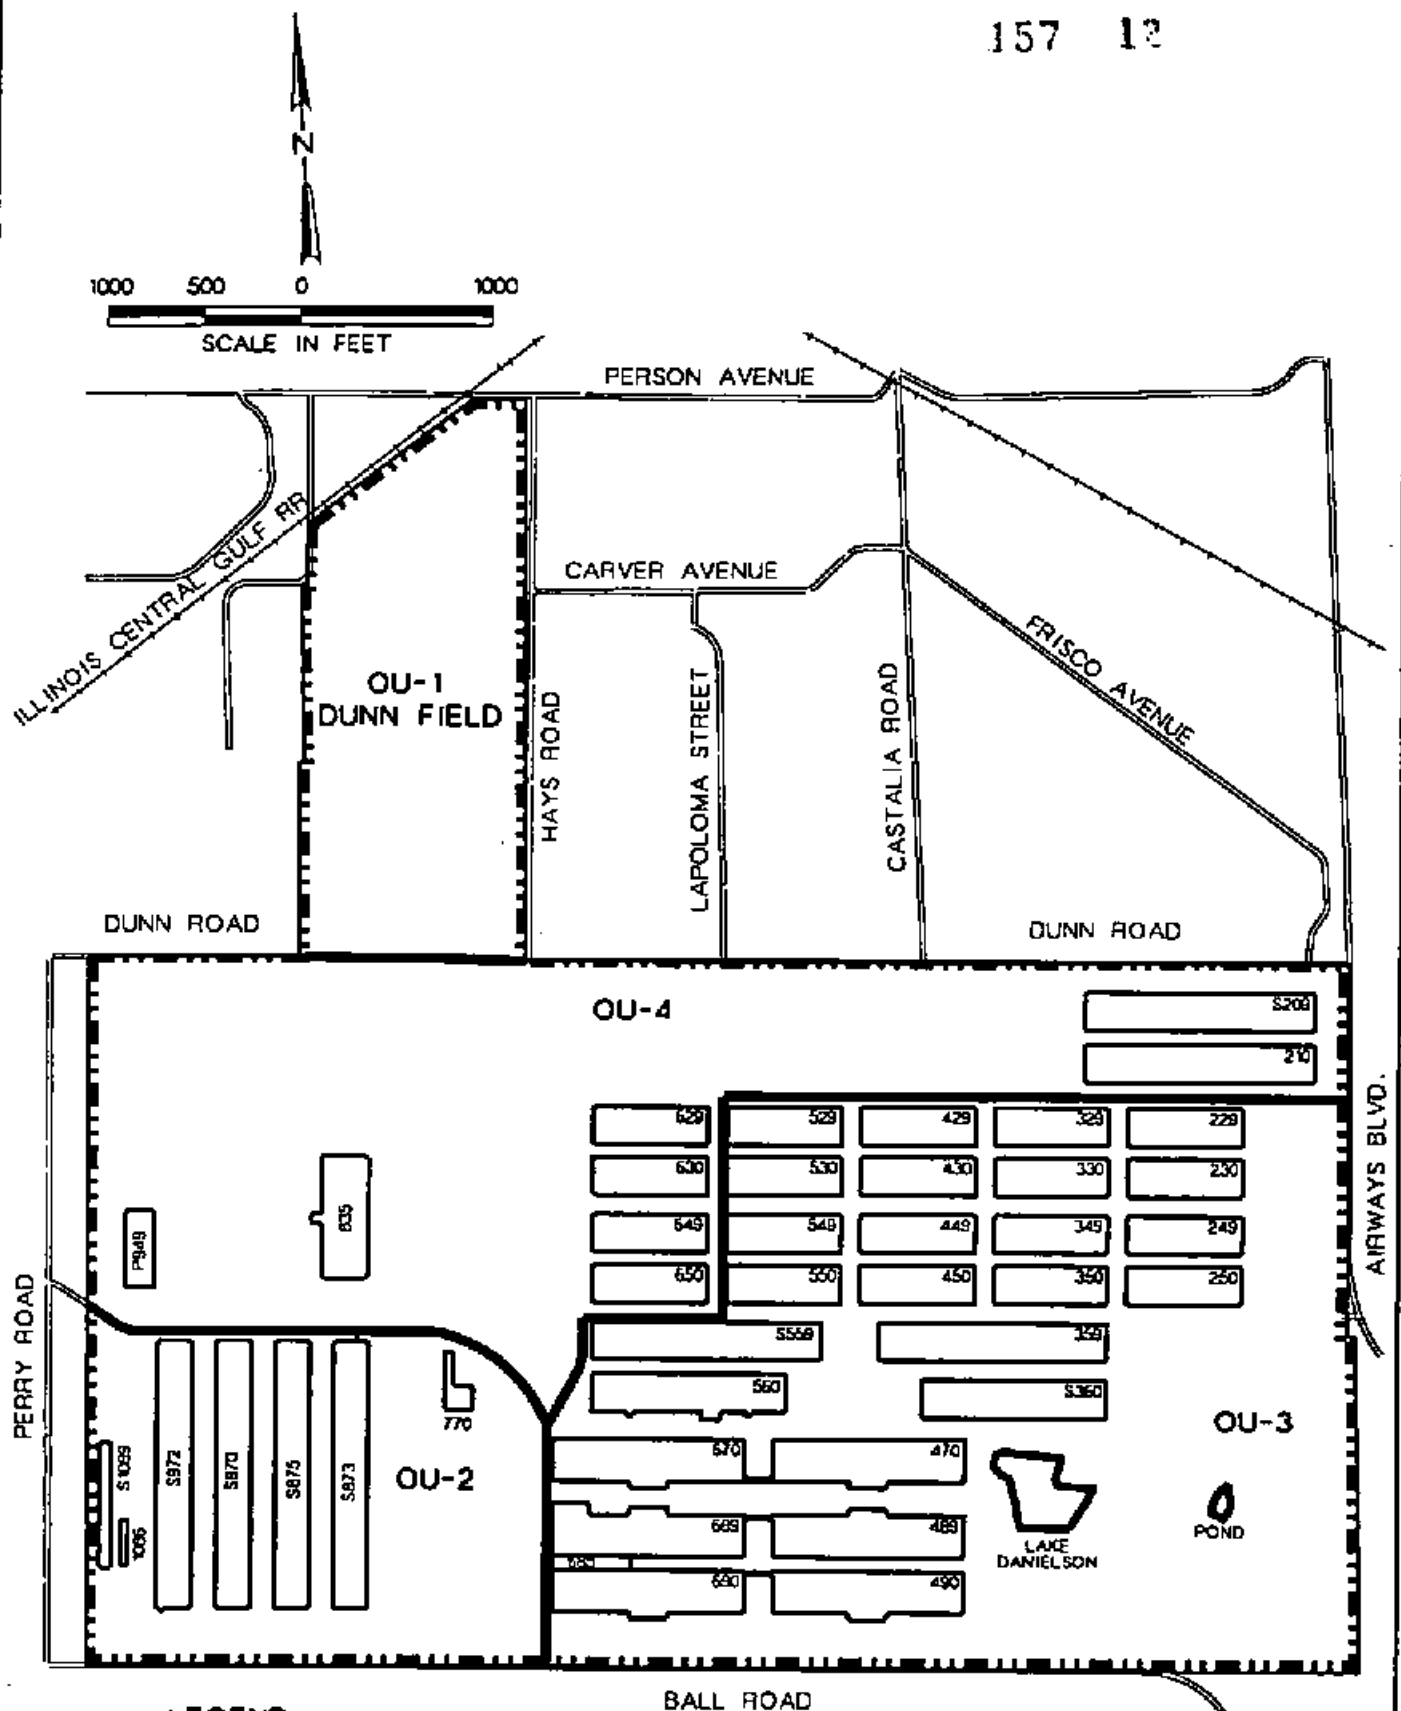 157 12
N
1000 500 0 1000
SCALE IN FEET
PERSON AVENUE
ILLINOIS CENTRAL GULF RR
CARVER AVENUE
FRISCO AVENUE
OU-1
DUNN FIELD
HAYS ROAD
LAPOLOMA STREET
CASTALIA ROAD
DUNN ROAD
DUNN ROAD
OU-4
S209
210
AIRWAYS BLVD.
629 529 429 329 229
630 530 430 330 230
649 549 449 349 249
650 550 450 350 250
P949
835
PERRY ROAD
S559 359
560 S360
770
OU-3
S1089
1086
S972
S970
S875
S873
OU-2
670 470
689 489
690 490
LAKE
DANIELSON
POND
BALL ROAD